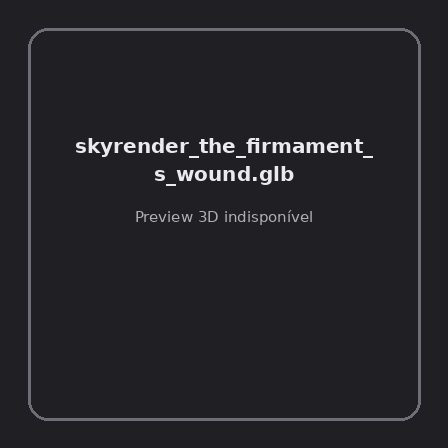 skyrender_the_firmament_
s_wound.glb
Preview 3D indisponível